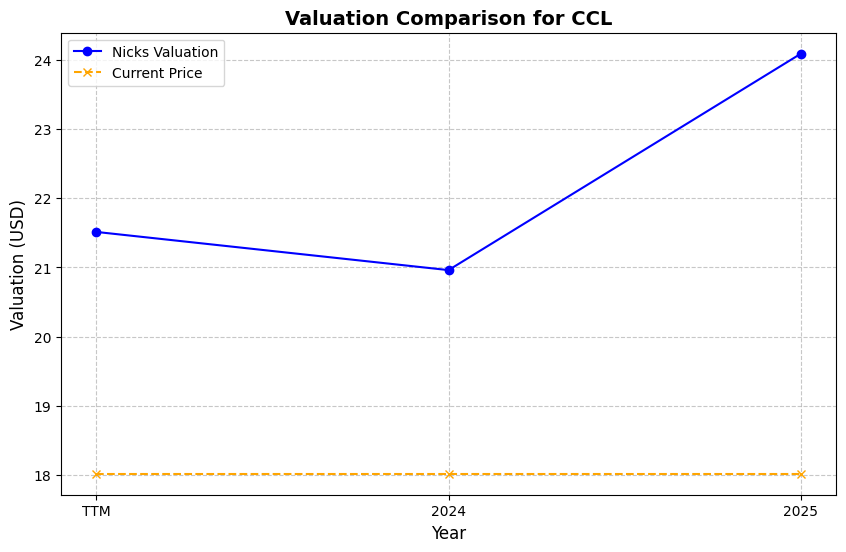 Valuation Comparison for CCL
Nicks Valuation
Current Price
Valuation (USD)
24
23
22
21
20
19
18
TTM
2024
2025
Year